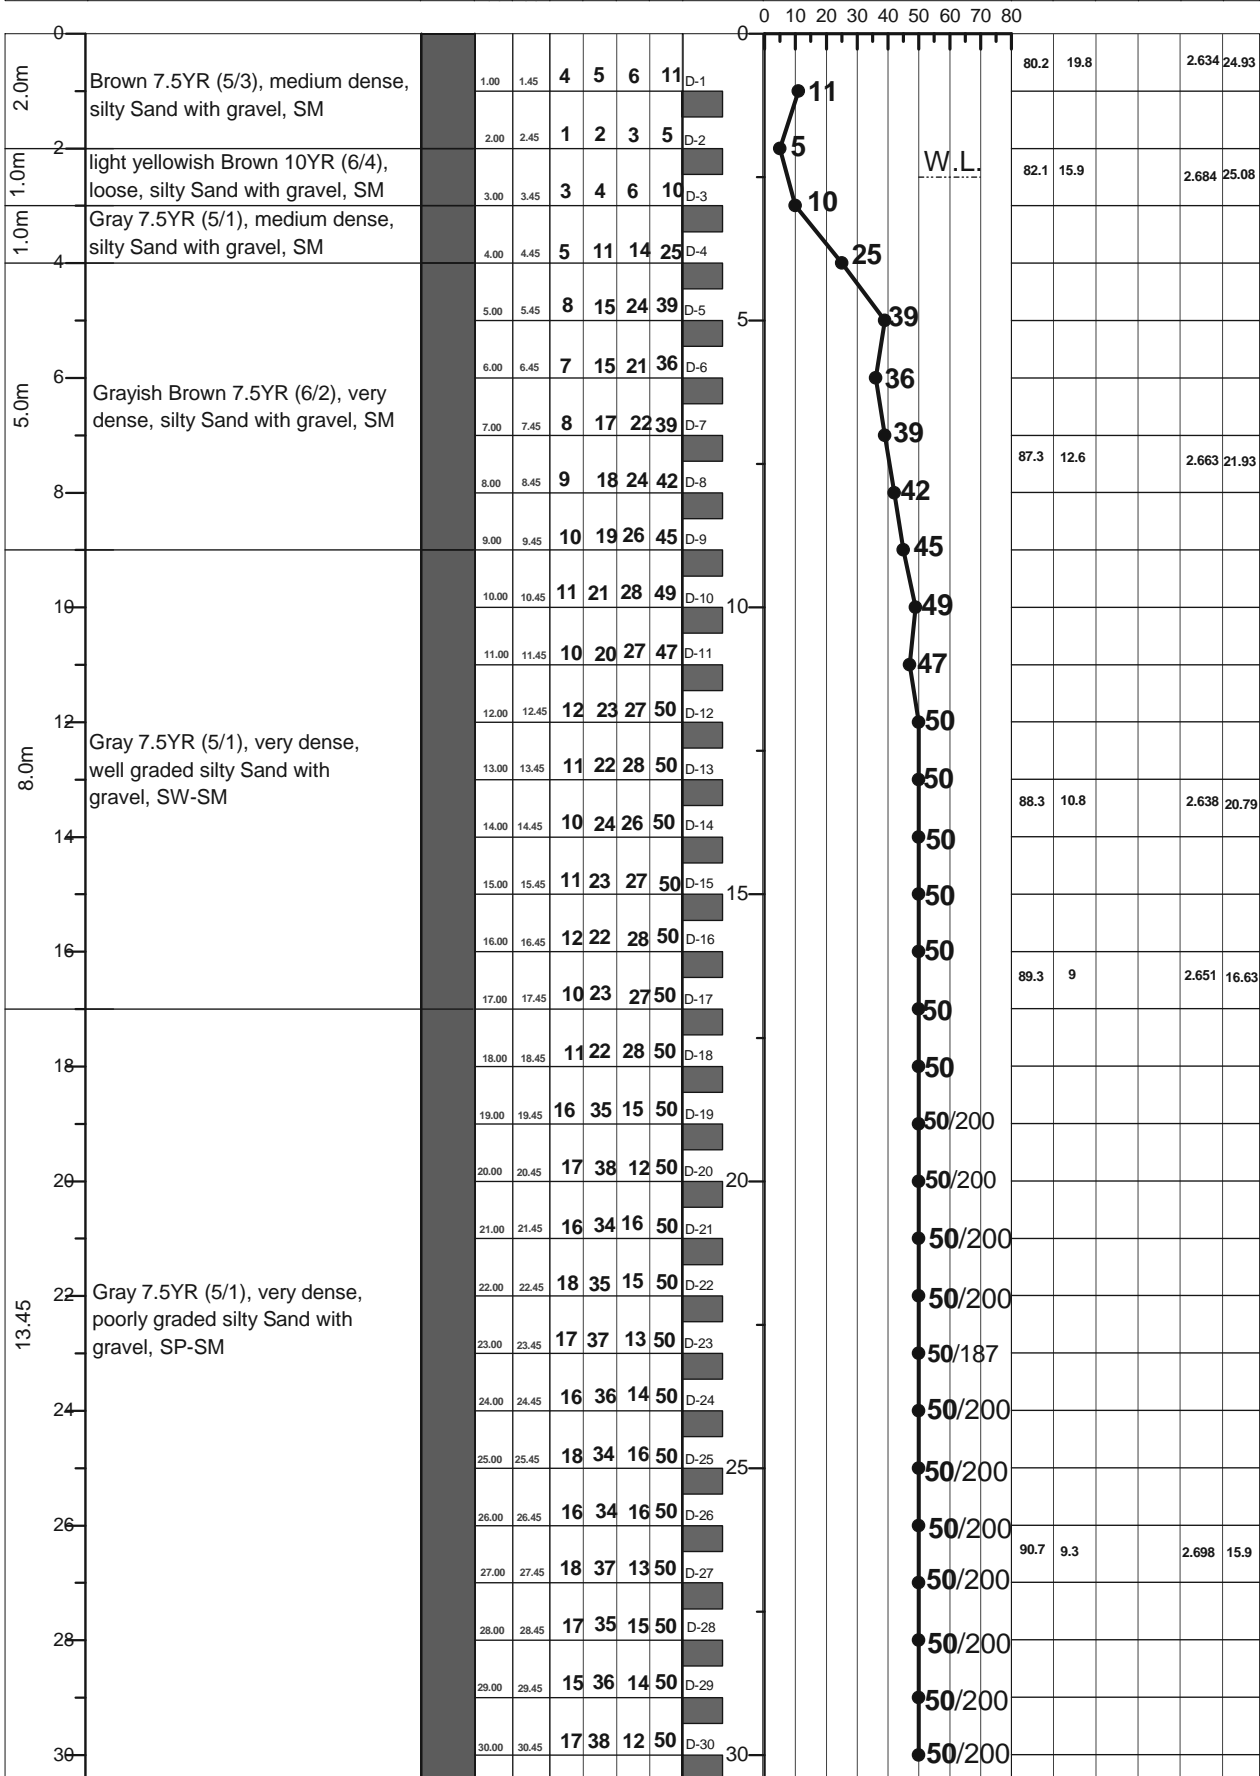 0 10 20 30 40 50 60 70 80
0 0
2.0m
Brown 7.5YR (5/3), medium dense,
silty Sand with gravel, SM
1.00 1.45 4 5 6 11 D-1
11
80.2 19.8 2.634 24.93
2.00 2.45 1 2 3 5 D-2
2
5
1.0m
light yellowish Brown 10YR (6/4),
loose, silty Sand with gravel, SM
3.00 3.45 3 4 6 10 D-3
10
W.L.
82.1 15.9 2.684 25.08
1.0m
Gray 7.5YR (5/1), medium dense,
silty Sand with gravel, SM
4.00 4.45 5 11 14 25 D-4
4
25
5.00 5.45 8 15 24 39 D-5
5
39
6.00 6.45 7 15 21 36 D-6
6
36
5.0m
Grayish Brown 7.5YR (6/2), very
dense, silty Sand with gravel, SM
7.00 7.45 8 17 22 39 D-7
39
87.3 12.6 2.663 21.93
8.00 8.45 9 18 24 42 D-8
8
42
9.00 9.45 10 19 26 45 D-9
45
10.00 10.45 11 21 28 49 D-10
10 10
49
11.00 11.45 10 20 27 47 D-11
47
12.00 12.45 12 23 27 50 D-12
12
50
8.0m
Gray 7.5YR (5/1), very dense,
well graded silty Sand with
gravel, SW-SM
13.00 13.45 11 22 28 50 D-13
50
88.3 10.8 2.638 20.79
14.00 14.45 10 24 26 50 D-14
14
50
15.00 15.45 11 23 27 50 D-15
15
50
16.00 16.45 12 22 28 50 D-16
16
50
89.3 9 2.651 16.63
17.00 17.45 10 23 27 50 D-17
50
18.00 18.45 11 22 28 50 D-18
18
50
19.00 19.45 16 35 15 50 D-19
50/200
20.00 20.45 17 38 12 50 D-20
20 20
50/200
21.00 21.45 16 34 16 50 D-21
50/200
22.00 22.45 18 35 15 50 D-22
22
50/200
13.45
Gray 7.5YR (5/1), very dense,
poorly graded silty Sand with
gravel, SP-SM
23.00 23.45 17 37 13 50 D-23
50/187
24.00 24.45 16 36 14 50 D-24
24
50/200
25.00 25.45 18 34 16 50 D-25
25
50/200
26.00 26.45 16 34 16 50 D-26
26
50/200
90.7 9.3 2.698 15.9
27.00 27.45 18 37 13 50 D-27
50/200
28.00 28.45 17 35 15 50 D-28
28
50/200
29.00 29.45 15 36 14 50 D-29
50/200
30.00 30.45 17 38 12 50 D-30
30 30
50/200